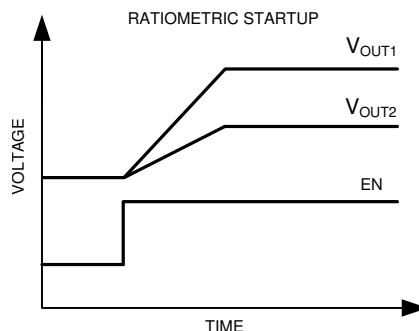 RATIOMETRIC STARTUP
VOUT1
VOUT2
EN
VOLTAGE
TIME